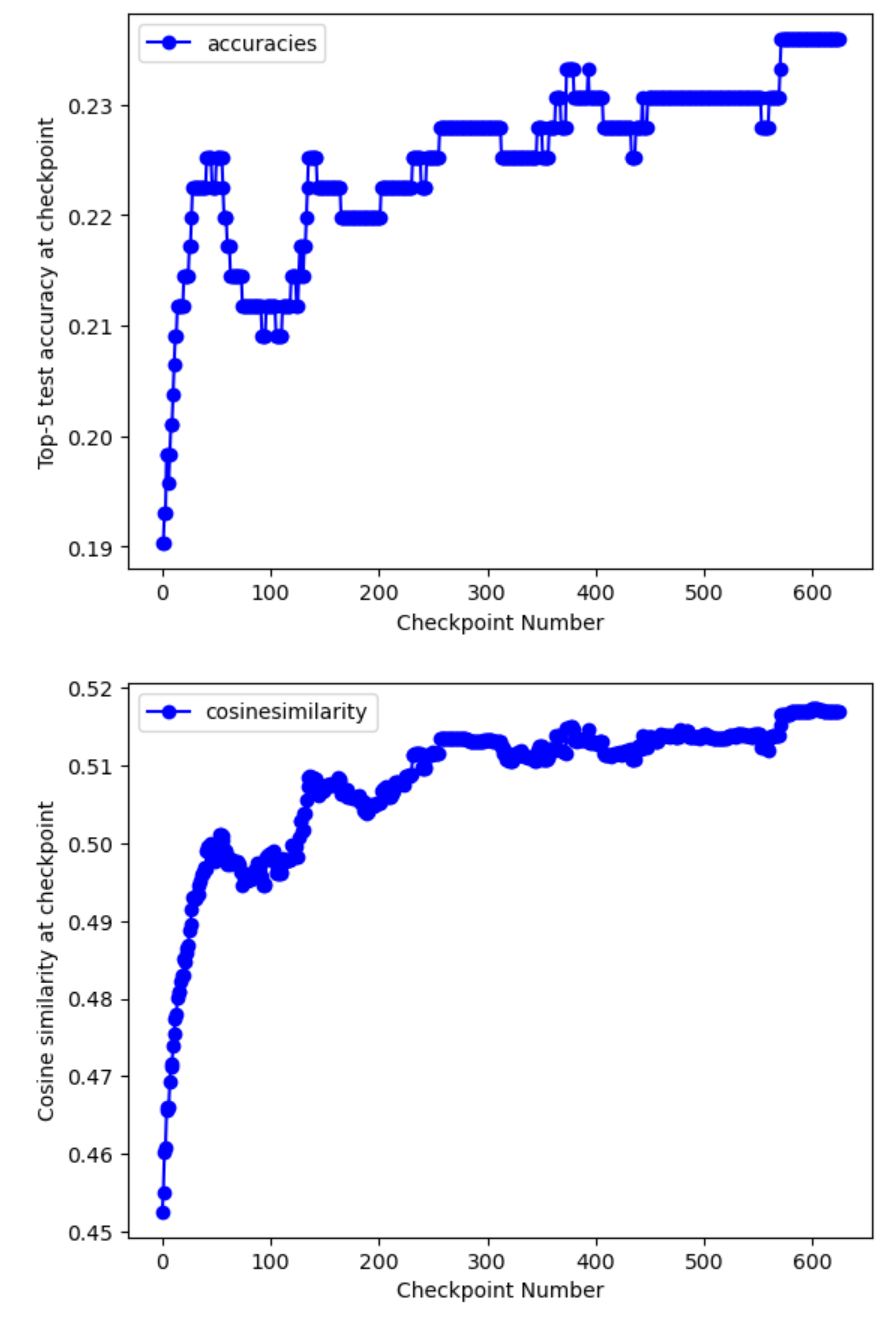 accuracies
Top-5 test accuracy at checkpoint
0.23
0.22
0.21
0.20
0.19
0 100 200 300 400 500 600
Checkpoint Number
cosinesimilarity
Cosine similarity at checkpoint
0.52
0.51
0.50
0.49
0.48
0.47
0.46
0.45
0 100 200 300 400 500 600
Checkpoint Number